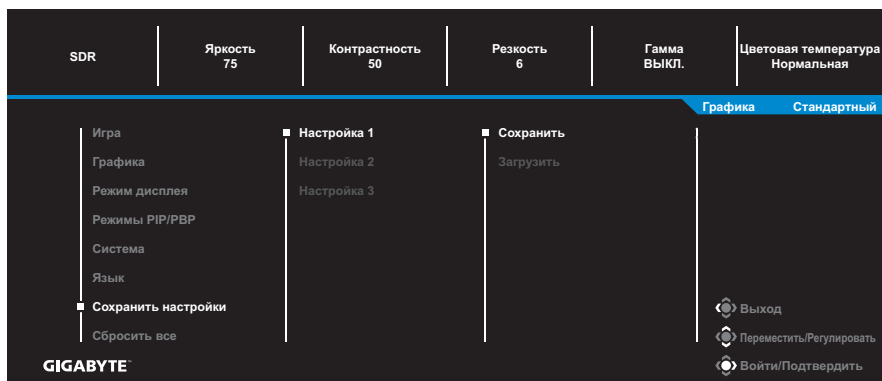 SDR
Яркость
75
Контрастность
50
Резкость
6
Гамма
ВЫКЛ.
Цветовая температура
Нормальная
Графика Стандартный
Игра
Графика
Режим дисплея
Режимы PIP/PBP
Система
Язык
Сохранить настройки
Сбросить все
Настройка 1
Настройка 2
Настройка 3
Сохранить
Загрузить
Выход
Переместить/Регулировать
Войти/Подтвердить
GIGABYTE™